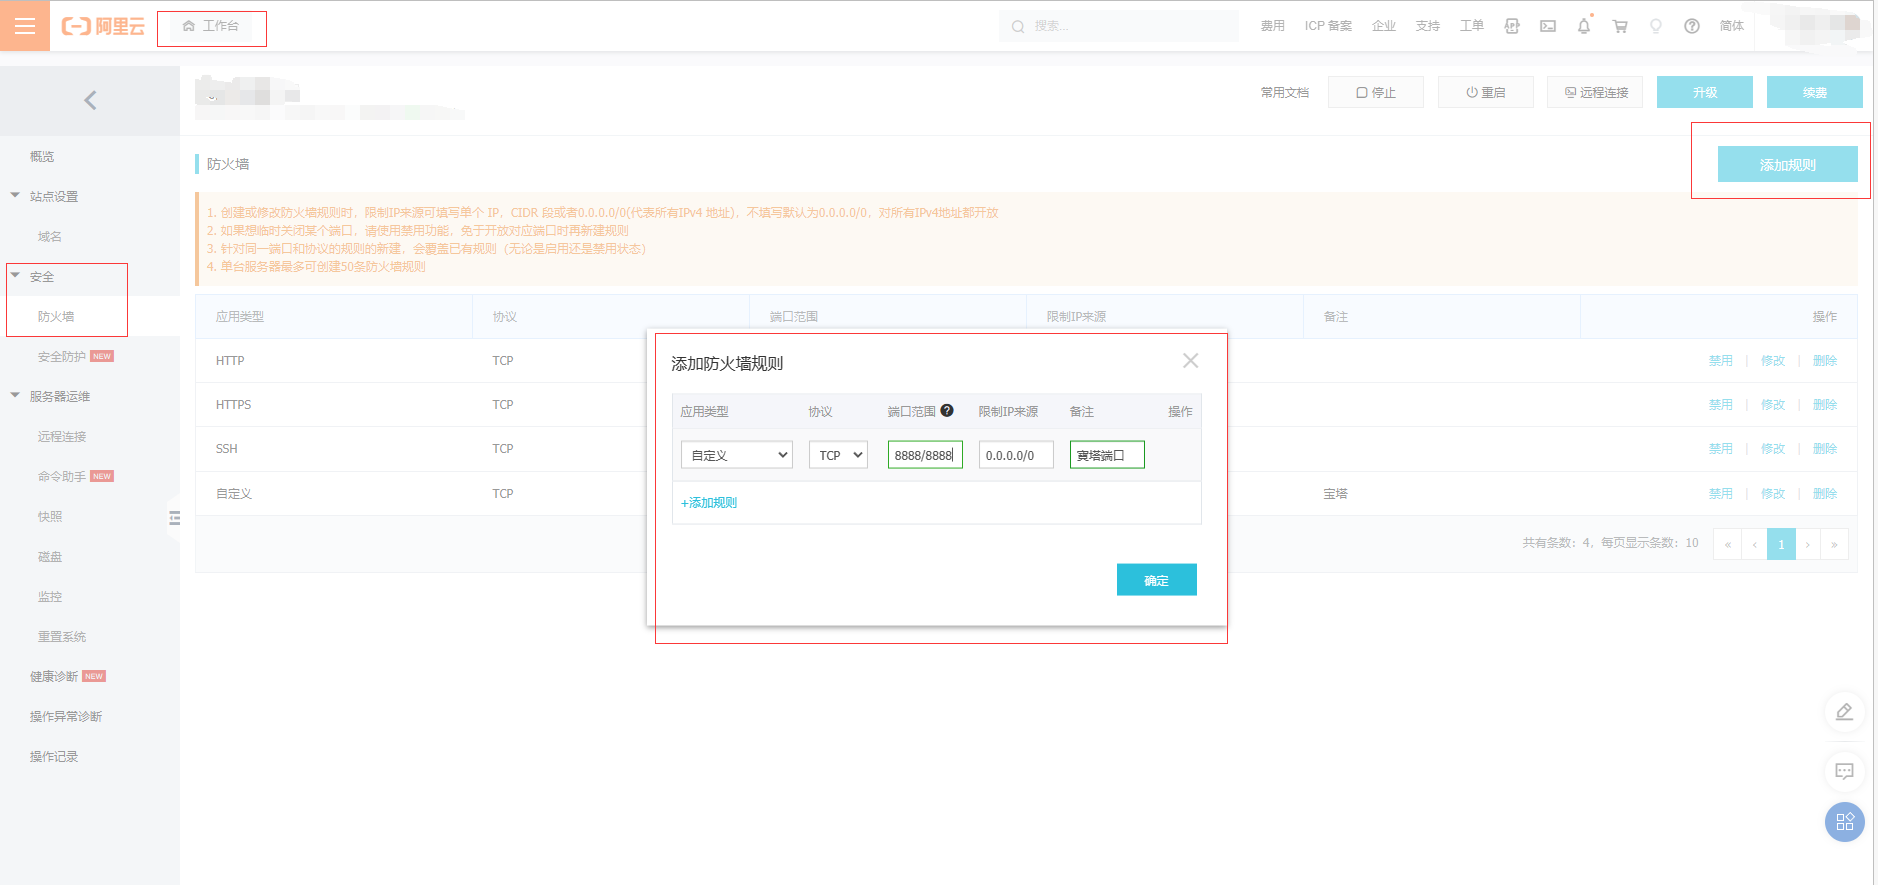 阿里云
工作台
搜索...
费用
ICP 备案
企业
支持
工单
简体
常用文档
停止
重启
远程连接
升级
续费
概览
站点设置
域名
安全
防火墙
安全防护 NEW
服务器运维
远程连接
命令助手 NEW
快照
磁盘
监控
重置系统
健康诊断 NEW
操作异常诊断
操作记录
防火墙
添加规则
1. 创建或修改防火墙规则时，限制IP来源可填写单个 IP，CIDR 段或者0.0.0.0/0(代表所有IPv4 地址)，不填写默认为0.0.0.0/0，对所有IPv4地址都开放
2. 如果想临时关闭某个端口，请使用禁用功能，免于开放对应端口时再新建规则
3. 针对同一端口和协议的规则的新建，会覆盖已有规则（无论是启用还是禁用状态）
4. 单台服务器最多可创建50条防火墙规则
应用类型 协议 端口范围 限制IP来源 备注 操作
HTTP TCP 禁用 | 修改 | 删除
HTTPS TCP 禁用 | 修改 | 删除
SSH TCP 禁用 | 修改 | 删除
自定义 TCP 宝塔 禁用 | 修改 | 删除
共有条数：4，每页显示条数：10 « ‹ 1 › »
添加防火墙规则
应用类型 协议 端口范围 限制IP来源 备注 操作
自定义 TCP 8888/8888 0.0.0.0/0 寳塔端口
+添加规则
确定